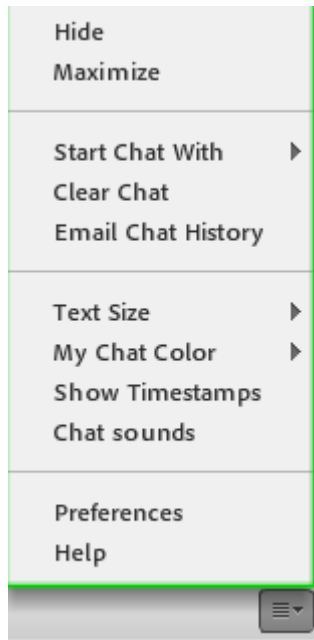 Hide
Maximize
Start Chat With
Clear Chat
Email Chat History
Text Size
My Chat Color
Show Timestamps
Chat sounds
Preferences
Help